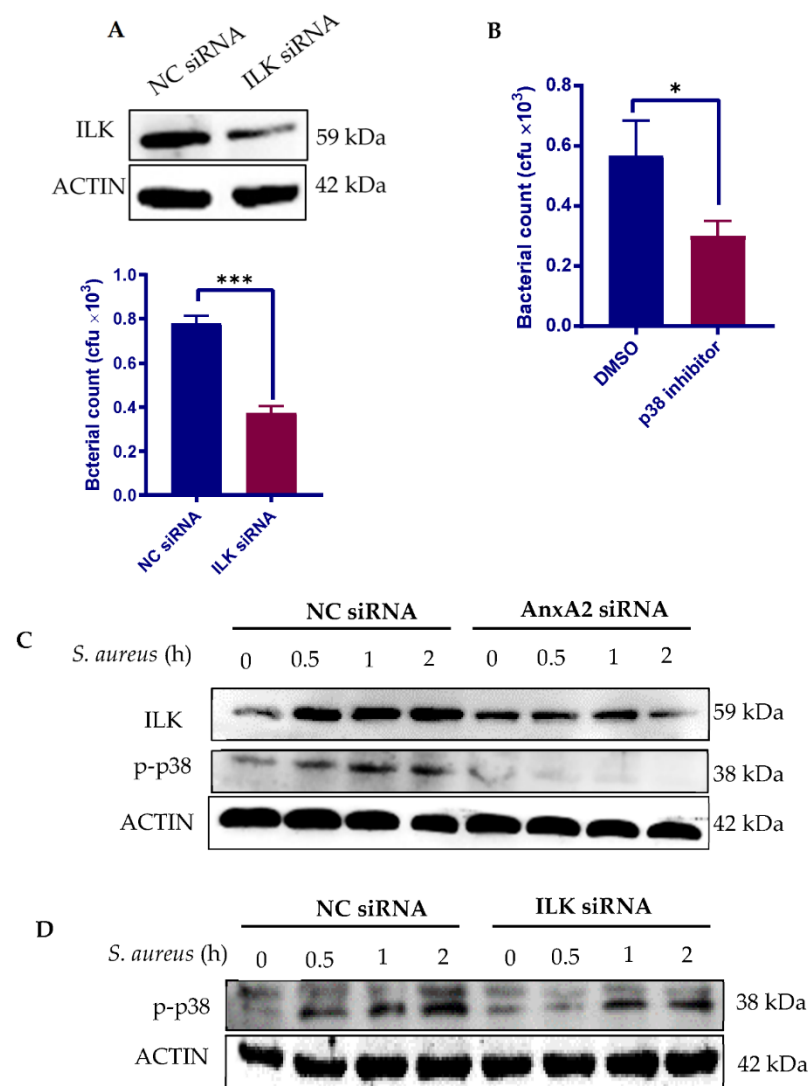 A
NC siRNA ILK siRNA
ILK 59 kDa
ACTIN 42 kDa
Bcterial count (cfu ×10³)
1.0
0.8
0.6
0.4
0.2
0.0
***
NC siRNA
ILK siRNA
B
Bacterial count (cfu ×10³)
0.8
0.6
0.4
0.2
0.0
*
DMSO
p38 inhibitor
C
NC siRNA AnxA2 siRNA
S. aureus (h) 0 0.5 1 2 0 0.5 1 2
ILK 59 kDa
p-p38 38 kDa
ACTIN 42 kDa
D
NC siRNA ILK siRNA
S. aureus (h) 0 0.5 1 2 0 0.5 1 2
p-p38 38 kDa
ACTIN 42 kDa